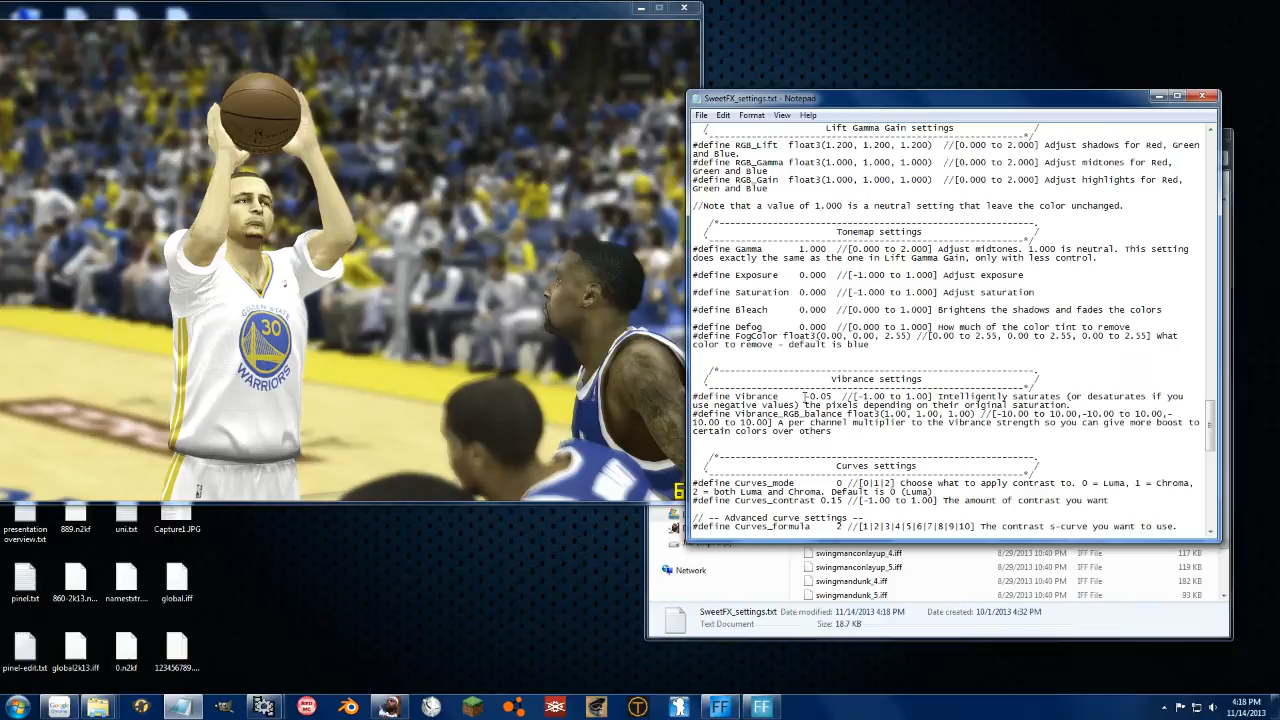 GOLDEN STATE
30
WARRIORS
6
SweetFX_settings.txt - Notepad
File Edit Format View Help
/ Lift Gamma Gain settings /
'-----------------------------------------------------------*/
#define RGB_Lift  float3(1.200, 1.200, 1.200)  //[0.000 to 2.000] Adjust shadows for Red, Green
and Blue.
#define RGB_Gamma float3(1.000, 1.000, 1.000)  //[0.000 to 2.000] Adjust midtones for Red,
Green and Blue
#define RGB_Gain  float3(1.000, 1.000, 1.000)  //[0.000 to 2.000] Adjust highlights for Red,
Green and Blue
//Note that a value of 1.000 is a neutral setting that leave the color unchanged.
/*-----------------------------------------------------------.
/ Tonemap settings /
'-----------------------------------------------------------*/
#define Gamma 1.000 //[0.000 to 2.000] Adjust midtones. 1.000 is neutral. This setting
does exactly the same as the one in Lift Gamma Gain, only with less control.
#define Exposure 0.000 //[-1.000 to 1.000] Adjust exposure
#define Saturation 0.000 //[-1.000 to 1.000] Adjust saturation
#define Bleach 0.000 //[0.000 to 1.000] Brightens the shadows and fades the colors
#define Defog 0.000 //[0.000 to 1.000] How much of the color tint to remove
#define FogColor float3(0.00, 0.00, 2.55) //[0.00 to 2.55, 0.00 to 2.55, 0.00 to 2.55] What
color to remove - default is blue
/*-----------------------------------------------------------.
/ Vibrance settings /
'-----------------------------------------------------------*/
#define Vibrance -0.05 //[-1.00 to 1.00] Intelligently saturates (or desaturates if you
use negative values) the pixels depending on their original saturation.
#define Vibrance_RGB_balance float3(1.00, 1.00, 1.00) //[-10.00 to 10.00,-10.00 to 10.00,-
10.00 to 10.00] A per channel multiplier to the Vibrance strength so you can give more boost to
certain colors over others
/*-----------------------------------------------------------.
/ Curves settings /
'-----------------------------------------------------------*/
#define Curves_mode 0 //[0|1|2] Choose what to apply contrast to. 0 = Luma, 1 = Chroma,
2 = both Luma and Chroma. Default is 0 (Luma)
#define Curves_contrast 0.15 //[-1.00 to 1.00] The amount of contrast you want
// -- Advanced curve settings --
#define Curves_formula 2 //[1|2|3|4|5|6|7|8|9|10] The contrast s-curve you want to use.
presentation overview.txt
889.n2kf
uni.txt
Capture1.JPG
pinel.txt
860-2k13.n...
namestxr....
global.iff
pinel-edit.txt
global2k13.iff
0.n2kf
123456789....
Network
swingmanconlayup_4.iff 8/29/2013 10:40 PM IFF File 117 KB
swingmanconlayup_5.iff 8/29/2013 10:40 PM IFF File 119 KB
swingmandunk_4.iff 8/29/2013 10:40 PM IFF File 182 KB
swingmandunk_5.iff 8/29/2013 10:40 PM IFF File 93 KB
SweetFX_settings.txt Date modified: 11/14/2013 4:18 PM Date created: 10/1/2013 4:32 PM
Text Document Size: 18.7 KB
Google
FF
FF
4:18 PM
11/14/2013